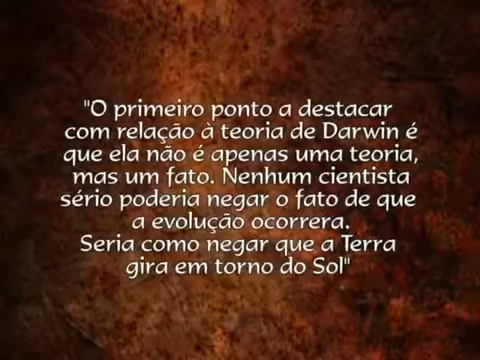 "O primeiro ponto a destacar
com relação à teoria de Darwin é
que ela não é apenas uma teoria,
mas um fato. Nenhum cientista
sério poderia negar o fato de que
a evolução ocorrera.
Seria como negar que a Terra
gira em torno do Sol"